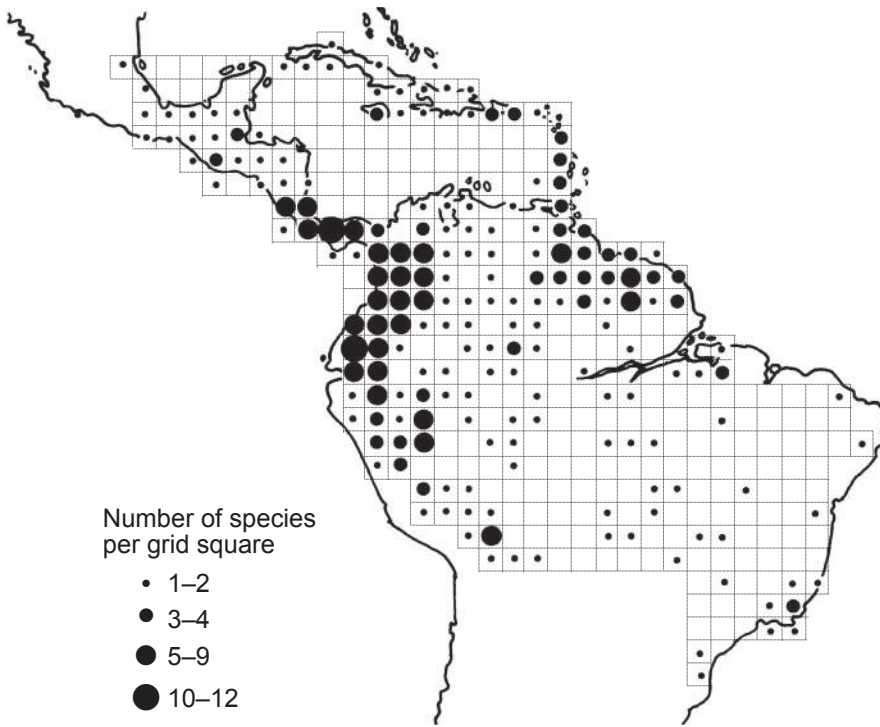 Number of species
per grid square
1–2
3–4
5–9
10–12